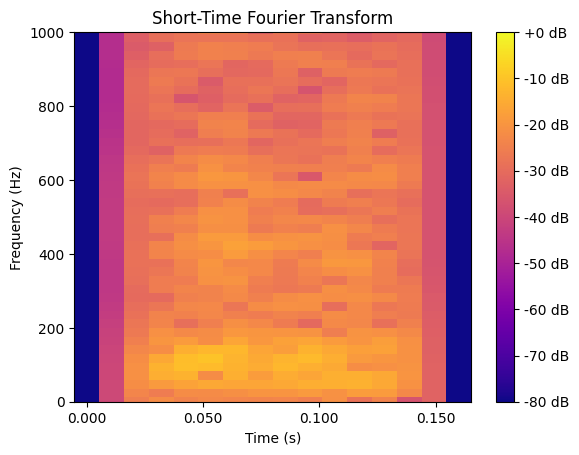 Short-Time Fourier Transform
1000
800
600
400
200
0
Frequency (Hz)
0.000
0.050
0.100
0.150
Time (s)
+0 dB
-10 dB
-20 dB
-30 dB
-40 dB
-50 dB
-60 dB
-70 dB
-80 dB